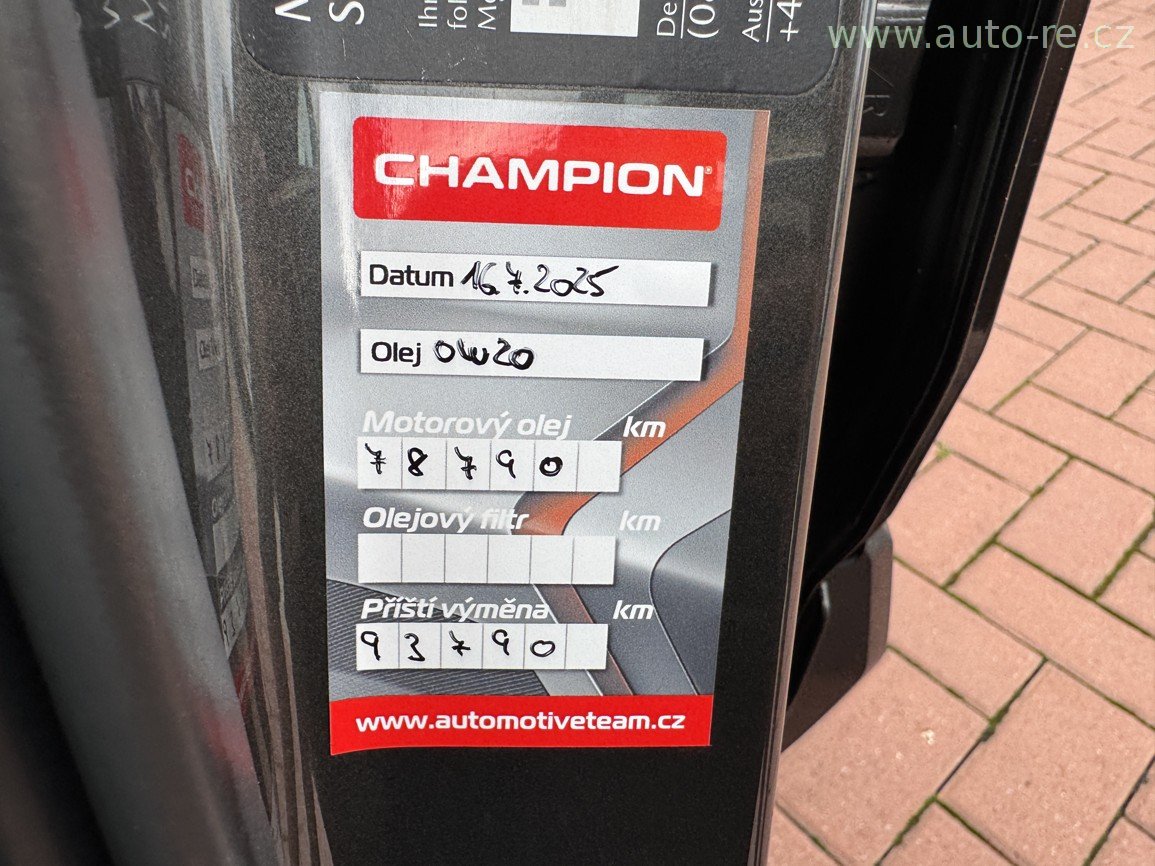 www.auto-re.cz
CHAMPION®
Datum 16.7.2025
Olej 0W20
Motorový olej km
78790
Olejový filtr km
Příští výměna km
93790
www.automotiveteam.cz